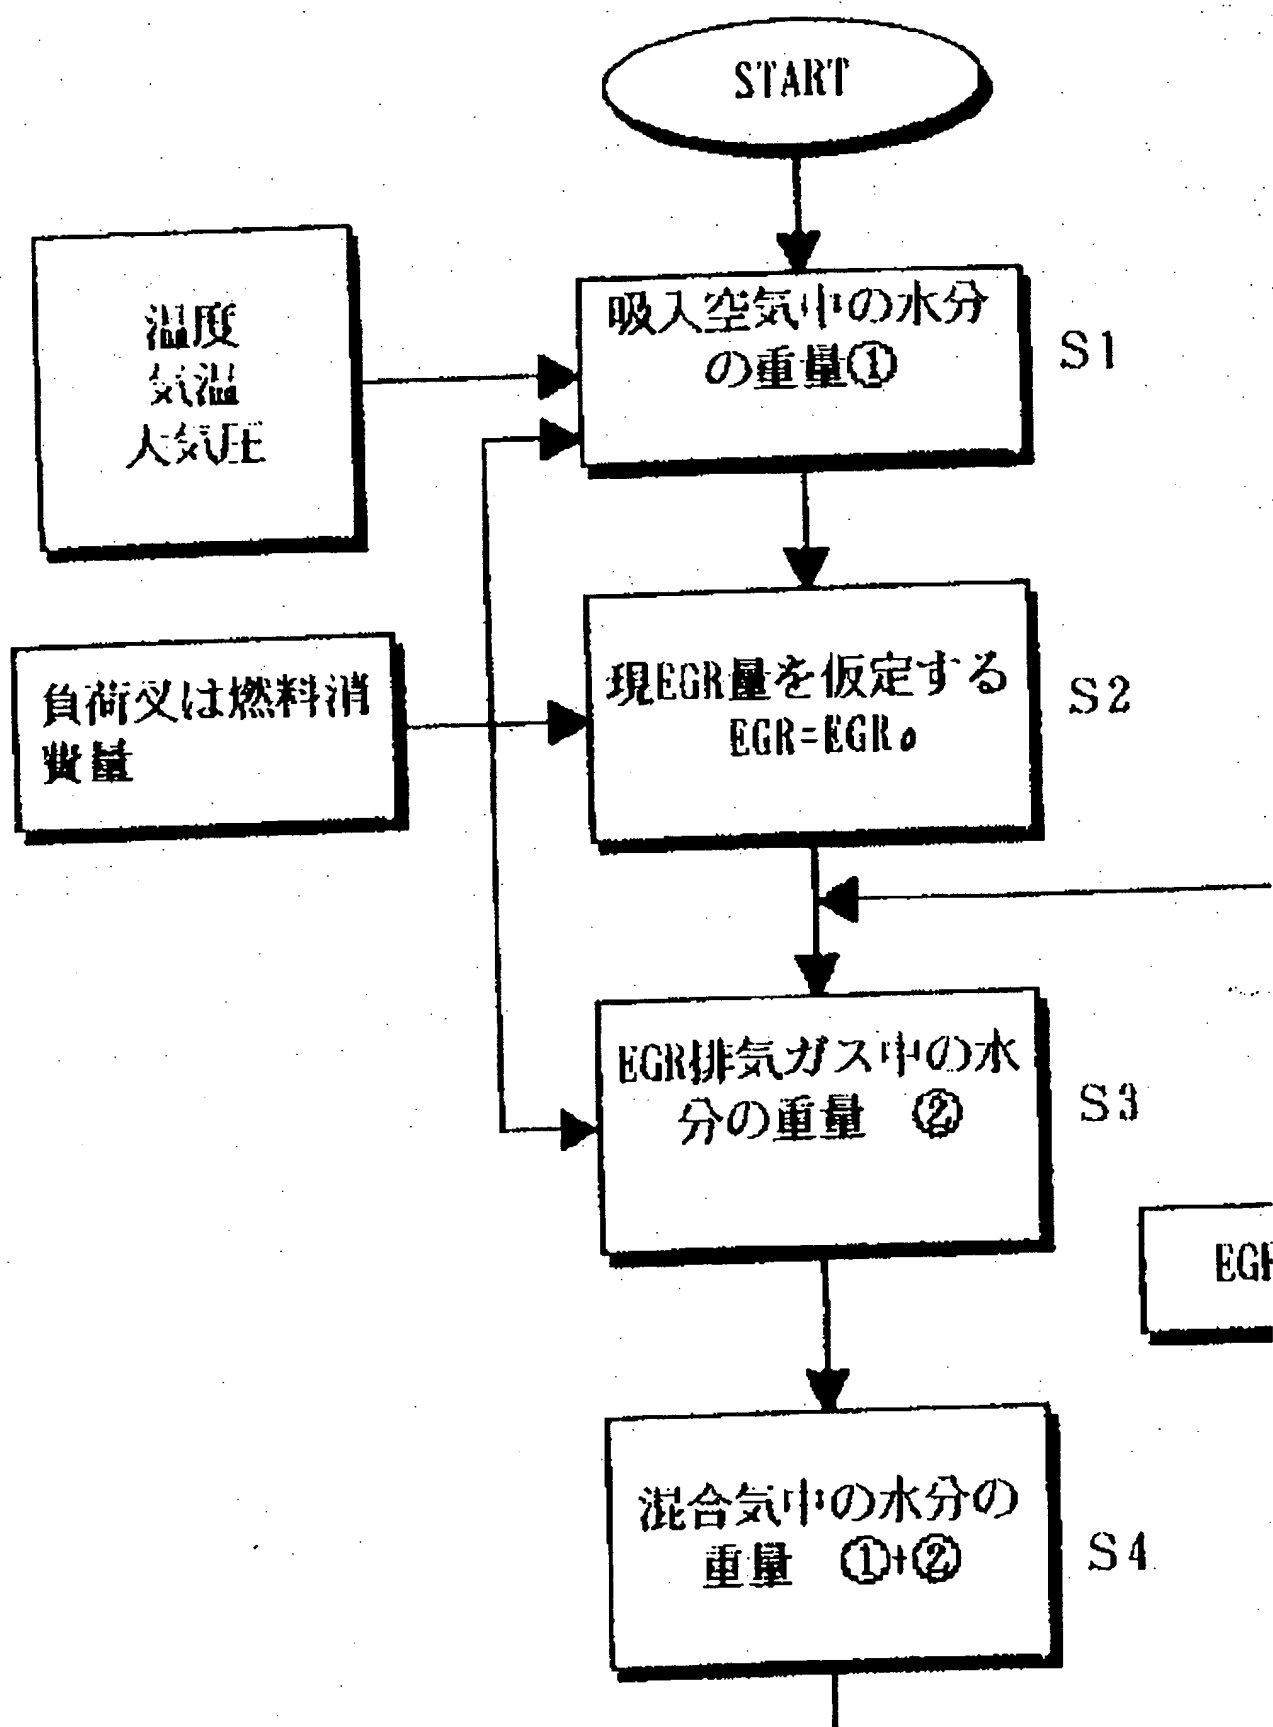 START
温度
気温
大気圧
吸入空気中の水分
の重量①
S1
負荷又は燃料消
費量
現EGR量を仮定する
EGR=EGR₀
S2
EGR排気ガス中の水
分の重量 ②
S3
EGR
混合気中の水分の
重量 ①+②
S4